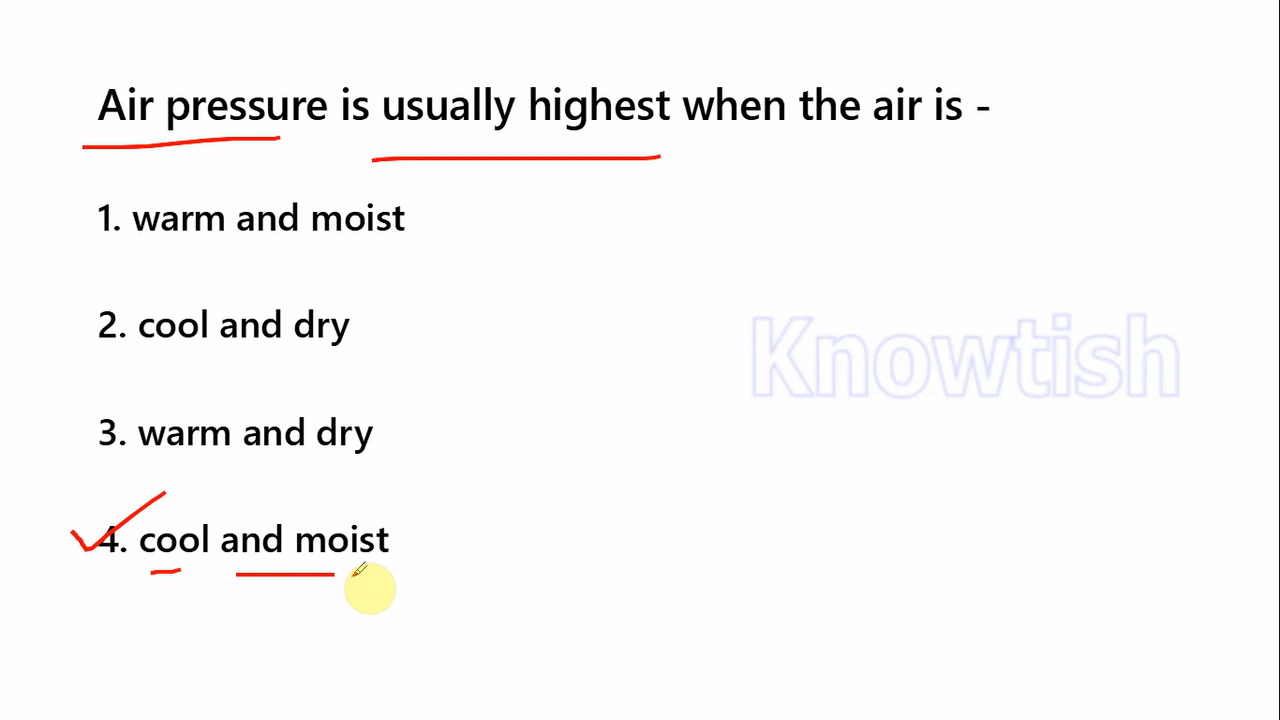 Air pressure is usually highest when the air is -
1. warm and moist
2. cool and dry
Knowtish
3. warm and dry
4. cool and moist